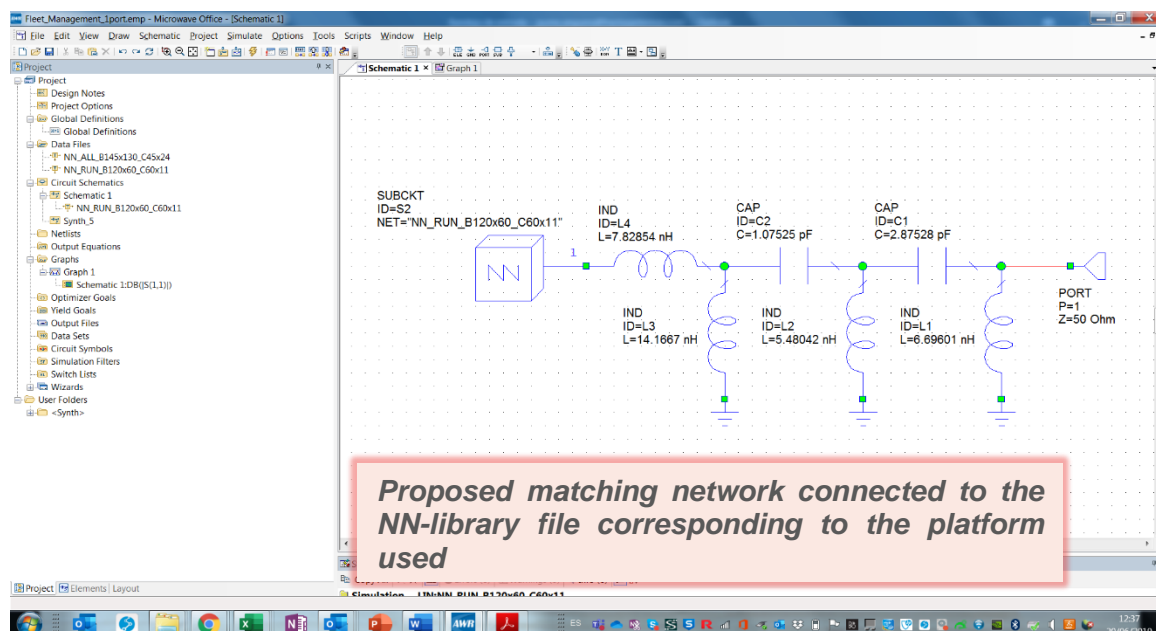 Fleet_Management_1port.emp - Microwave Office - [Schematic 1]
File Edit View Draw Schematic Project Simulate Options Tools Scripts Window Help
Project
Schematic 1 × Graph 1
Project
Design Notes
Project Options
Global Definitions
Global Definitions
Data Files
NN_ALL_B145x130_C45x24
NN_RUN_B120x60_C60x11
Circuit Schematics
Schematic 1
NN_RUN_B120x60_C60x11
Synth_5
Netlists
Output Equations
Graphs
Graph 1
Schematic 1:DB(|S(1,1)|)
Optimizer Goals
Yield Goals
Output Files
Data Sets
Circuit Symbols
Simulation Filters
Switch Lists
Wizards
User Folders
<Synth>
SUBCKT
ID=S2
NET="NN_RUN_B120x60_C60x11"
IND
ID=L4
L=7.82854 nH
CAP
ID=C2
C=1.07525 pF
CAP
ID=C1
C=2.87528 pF
1
NN
IND
ID=L3
L=14.1667 nH
IND
ID=L2
L=5.48042 nH
IND
ID=L1
L=6.69601 nH
PORT
P=1
Z=50 Ohm
Proposed matching network connected to the
NN-library file corresponding to the platform
used
Project Elements Layout
ES
12:37